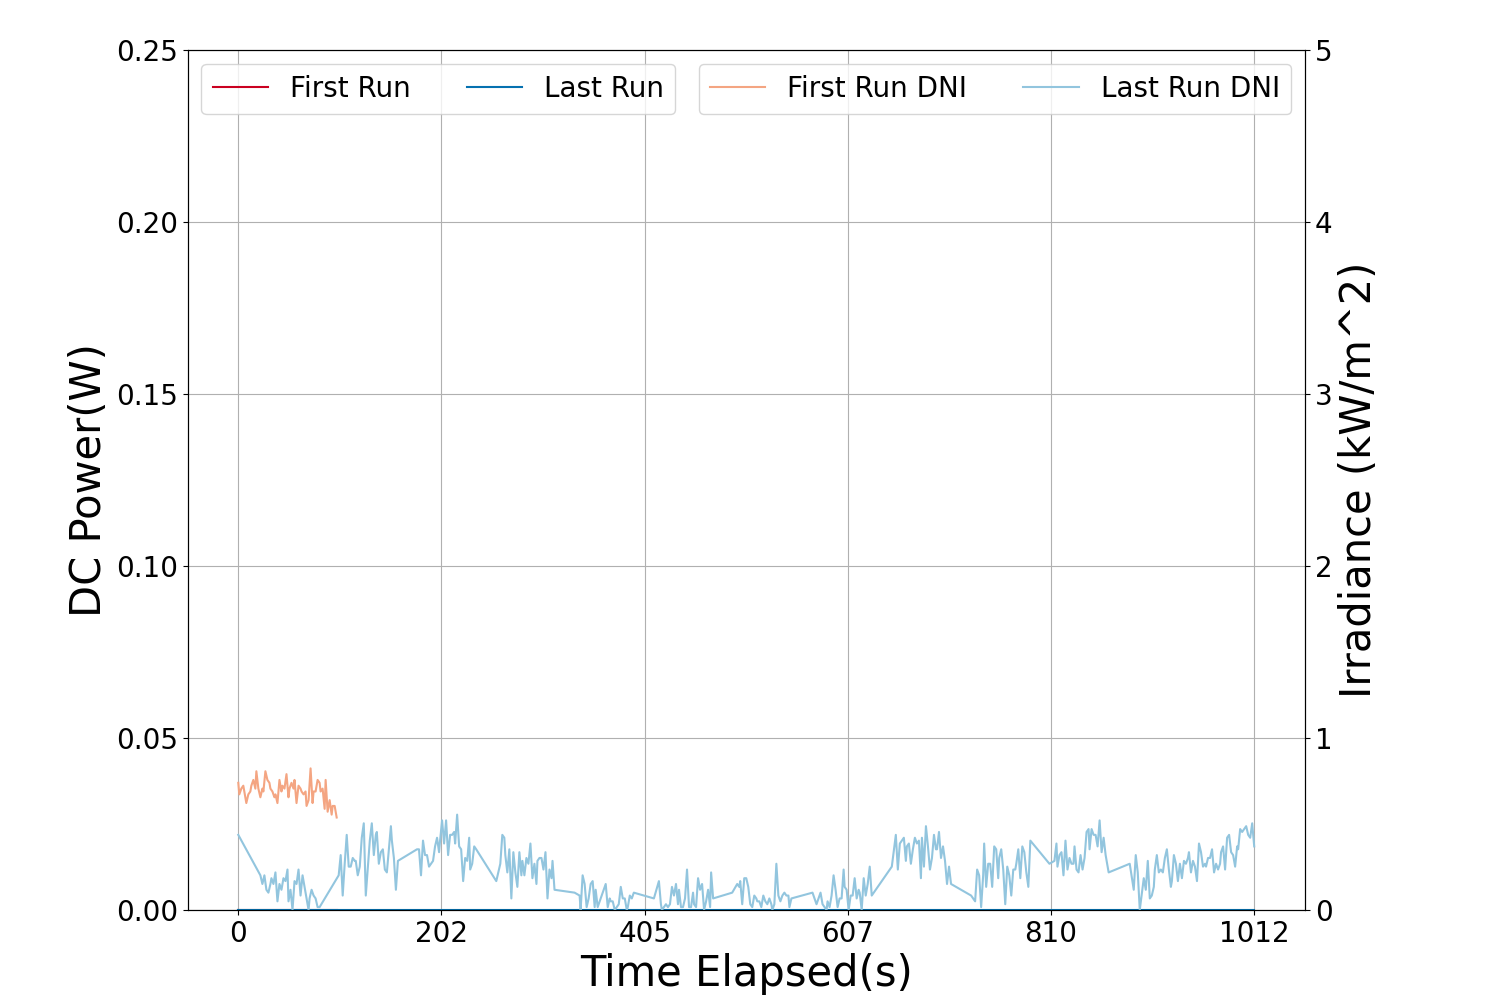 First Run
Last Run
First Run DNI
Last Run DNI
0.25
0.20
0.15
0.10
0.05
0.00
DC Power(W)
5
4
3
2
1
0
Irradiance (kW/m^2)
0 202 405 607 810 1012
Time Elapsed(s)